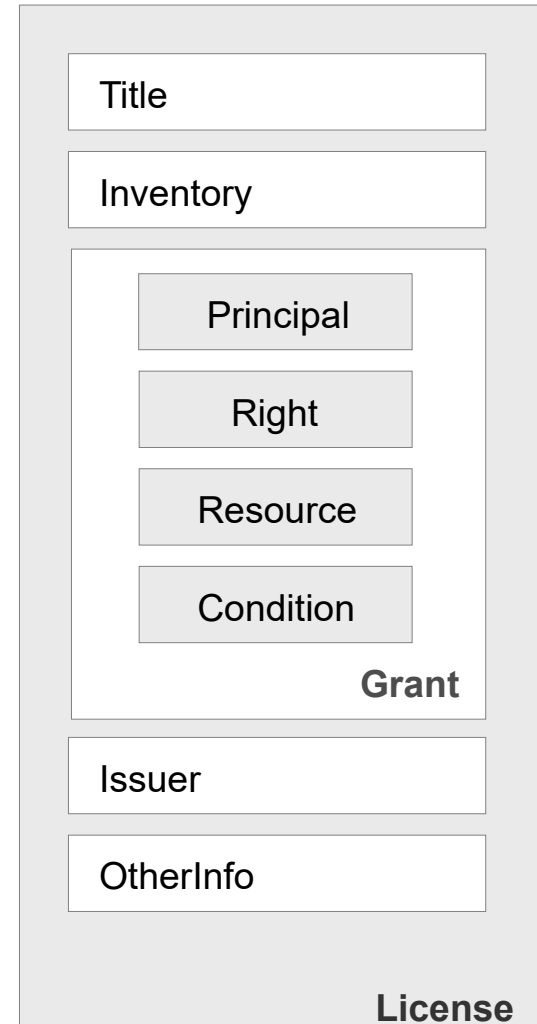 Title
Inventory
Principal
Right
Resource
Condition
Grant
Issuer
OtherInfo
License